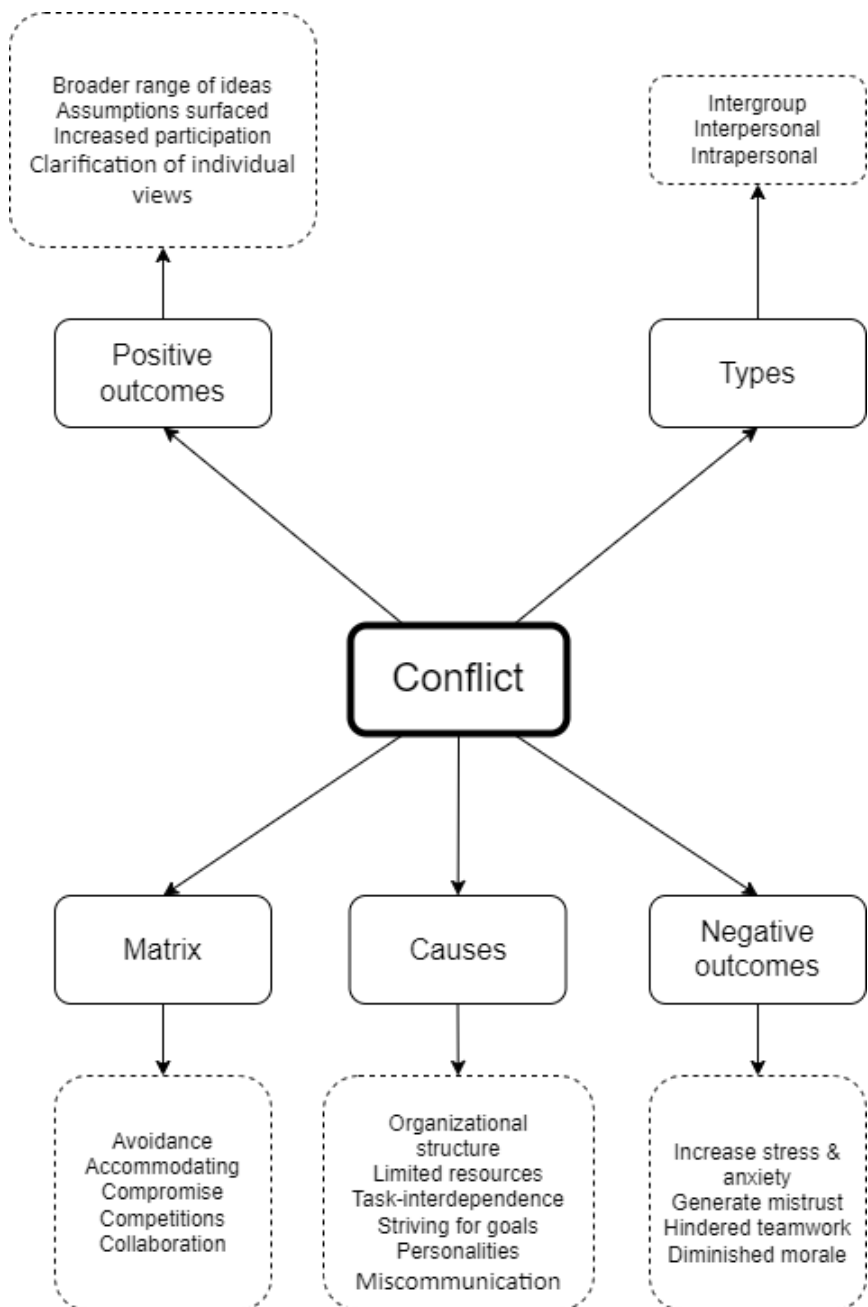 Broader range of ideas
Assumptions surfaced
Increased participation
Clarification of individual
views
Intergroup
Interpersonal
Intrapersonal
Positive
outcomes
Types
Conflict
Matrix
Causes
Negative
outcomes
Avoidance
Accommodating
Compromise
Competitions
Collaboration
Organizational
structure
Limited resources
Task-interdependence
Striving for goals
Personalities
Miscommunication
Increase stress &
anxiety
Generate mistrust
Hindered teamwork
Diminished morale